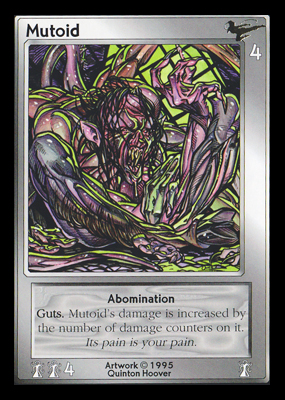 Mutoid
4
Abomination
Guts. Mutoid's damage is increased by
the number of damage counters on it.
Its pain is your pain.
4
Artwork © 1995
Quinton Hoover
1